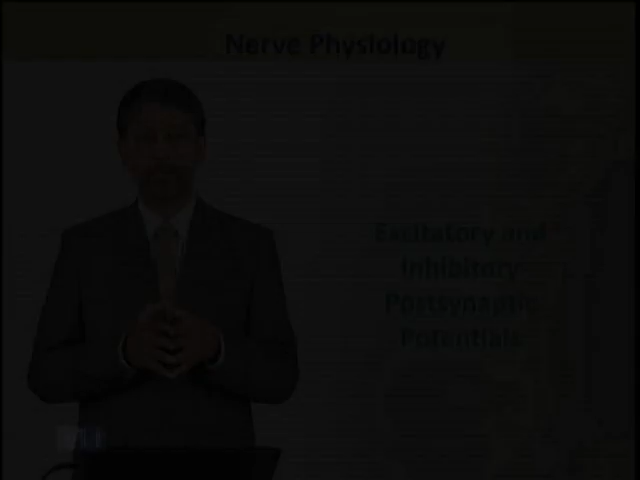 Nerve Physiology
Excitatory and
Inhibitory
Postsynaptic
Potentials